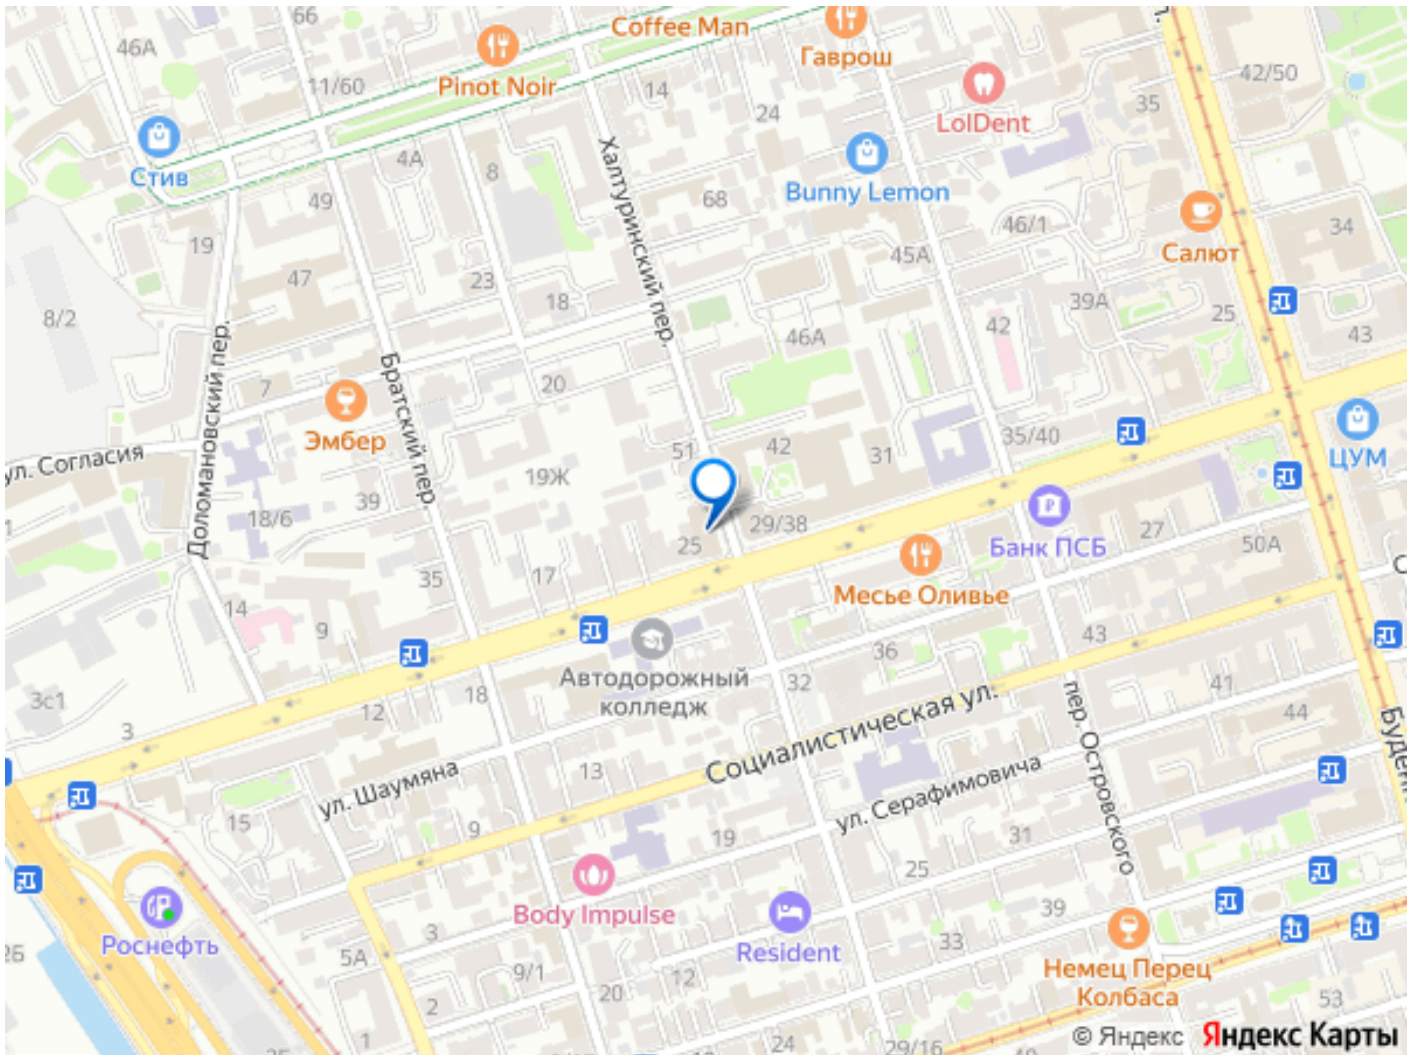 66
46А
Coffee Man
Pinot Noir
Гаврош
11/60
14
24
LolDent
35
42/50
Стив
4А
8
Халтуринский пер.
Bunny Lemon
49
68
46/1
34
19
45А
Салют
47
23
18
39А
25
8/2
46А
42
43
Доломановский пер.
Братский пер.
7
20
Эмбер
ул. Согласия
51
42
31
35/40
ЦУМ
19Ж
39
18/6
29/38
Банк ПСБ
27
50А
25
35
17
Месье Оливье
14
9
Автодорожный
колледж
36
43
32
3с1
3
12
18
41
44
пер. Островского
Социалистическая ул.
ул. Шаумяна
13
ул. Серафимовича
15
9
19
31
25
Body Impulse
Resident
39
Роснефть
3
33
5А
9/1
12
Немец Перец
Колбаса
2
20
53
1
24
29/16
© Яндекс Яндекс Карты